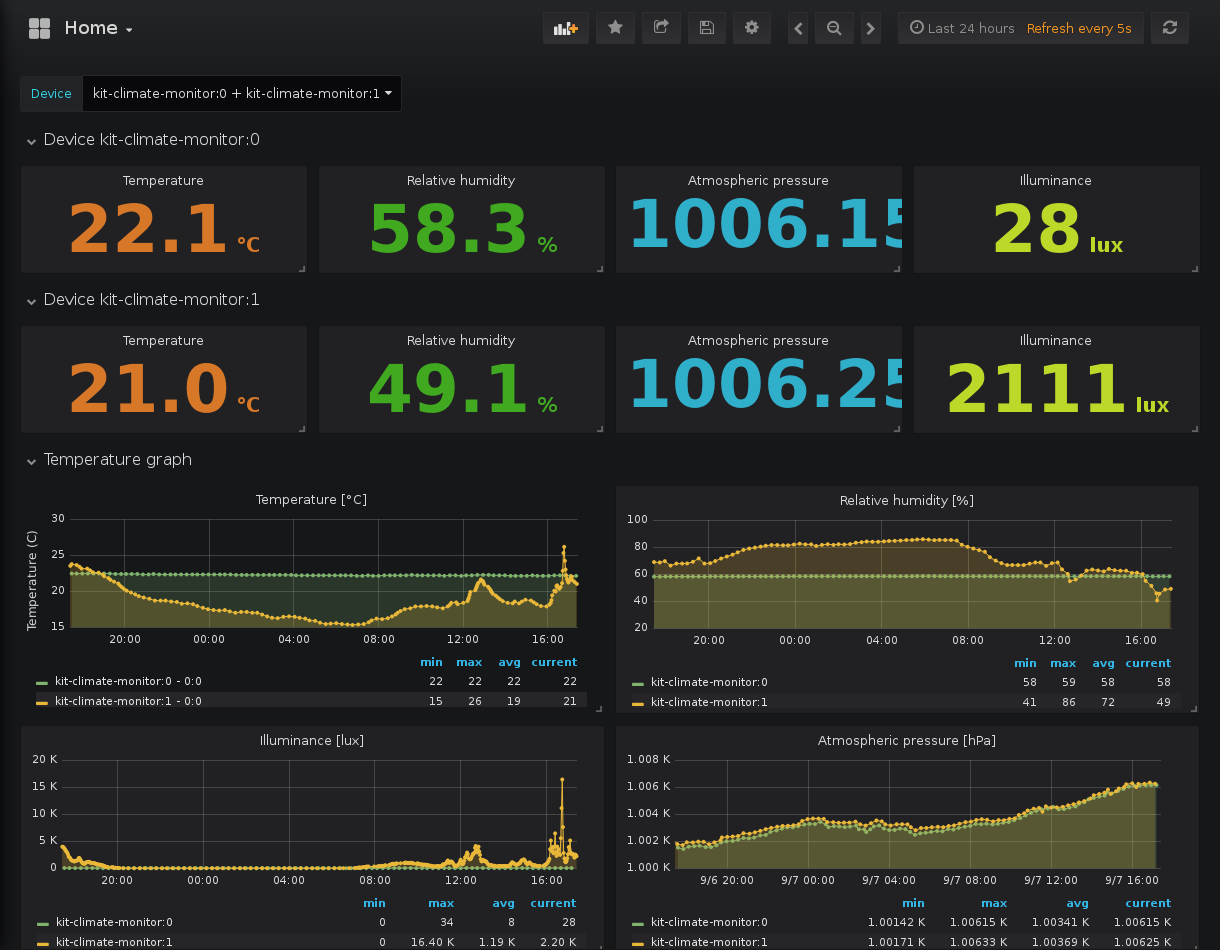 Home
Last 24 hours Refresh every 5s
Device kit-climate-monitor:0 + kit-climate-monitor:1
Device kit-climate-monitor:0
Temperature Relative humidity Atmospheric pressure Illuminance
22.1 °C 58.3 % 1006.15 28 lux
Device kit-climate-monitor:1
Temperature Relative humidity Atmospheric pressure Illuminance
21.0 °C 49.1 % 1006.25 2111 lux
Temperature graph
Temperature [°C]
Temperature (C)
30
25
20
15
20:00 00:00 04:00 08:00 12:00 16:00
min max avg current
kit-climate-monitor:0 - 0:0 22 22 22 22
kit-climate-monitor:1 - 0:0 15 26 19 21
Relative humidity [%]
100
80
60
40
20
20:00 00:00 04:00 08:00 12:00 16:00
min max avg current
kit-climate-monitor:0 58 59 58 58
kit-climate-monitor:1 41 86 72 49
Illuminance [lux]
20 K
15 K
10 K
5 K
0
20:00 00:00 04:00 08:00 12:00 16:00
min max avg current
kit-climate-monitor:0 0 34 8 28
kit-climate-monitor:1 0 16.40 K 1.19 K 2.20 K
Atmospheric pressure [hPa]
1.008 K
1.006 K
1.004 K
1.002 K
1.000 K
9/6 20:00 9/7 00:00 9/7 04:00 9/7 08:00 9/7 12:00 9/7 16:00
min max avg current
kit-climate-monitor:0 1.00142 K 1.00615 K 1.00341 K 1.00615 K
kit-climate-monitor:1 1.00171 K 1.00633 K 1.00369 K 1.00625 K